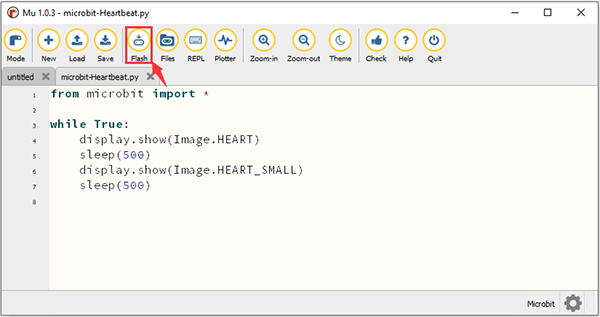 Mu 1.0.3 - microbit-Heartbeat.py
Mode New Load Save Flash Files REPL Plotter Zoom-in Zoom-out Theme Check Help Quit
untitled microbit-Heartbeat.py
1 from microbit import *
2
3 while True:
4     display.show(Image.HEART)
5     sleep(500)
6     display.show(Image.HEART_SMALL)
7     sleep(500)
8
Microbit